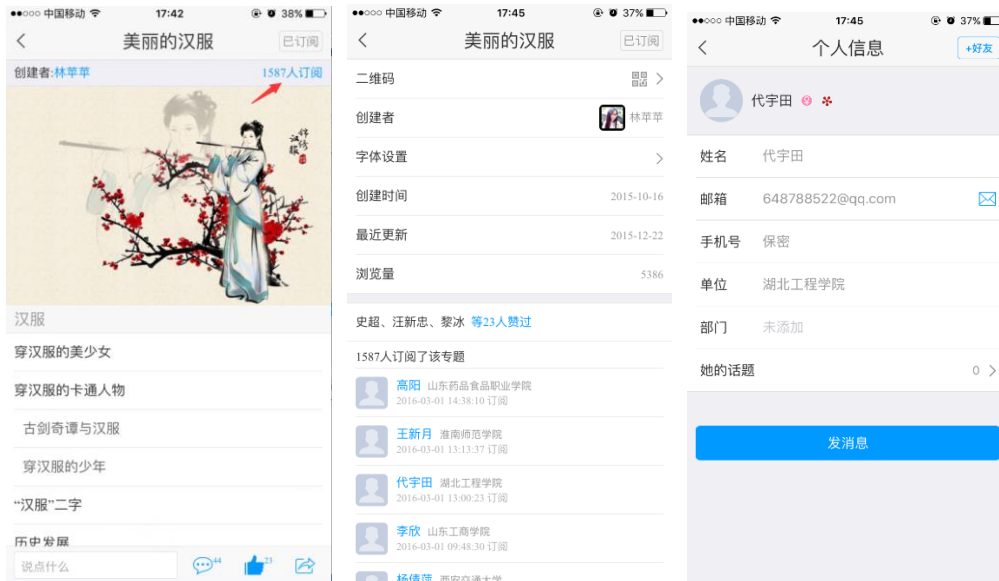 ●●○○○ 中国移动 17:42 38%
美丽的汉服 已订阅
创建者:林苹苹 1587人订阅
锦绣
汉服
汉服
穿汉服的美少女
穿汉服的卡通人物
古剑奇谭与汉服
穿汉服的少年
“汉服”二字
历史发展
说点什么 44 23
●●○○○ 中国移动 17:45 37%
美丽的汉服 已订阅
二维码
创建者 林苹苹
字体设置
创建时间 2015-10-16
最近更新 2015-12-22
浏览量 5386
史超、汪新忠、黎冰 等23人赞过
1587人订阅了该专题
高阳 山东药品食品职业学院
2016-03-01 14:38:10 订阅
王新月 淮南师范学院
2016-03-01 13:13:37 订阅
代宇田 湖北工程学院
2016-03-01 13:00:23 订阅
李欣 山东工商学院
2016-03-01 09:48:30 订阅
杨倩萍 西安交通大学
●●○○○ 中国移动 17:45 37%
个人信息 +好友
代宇田
姓名 代宇田
邮箱 648788522@qq.com
手机号 保密
单位 湖北工程学院
部门 未添加
她的话题 0
发消息